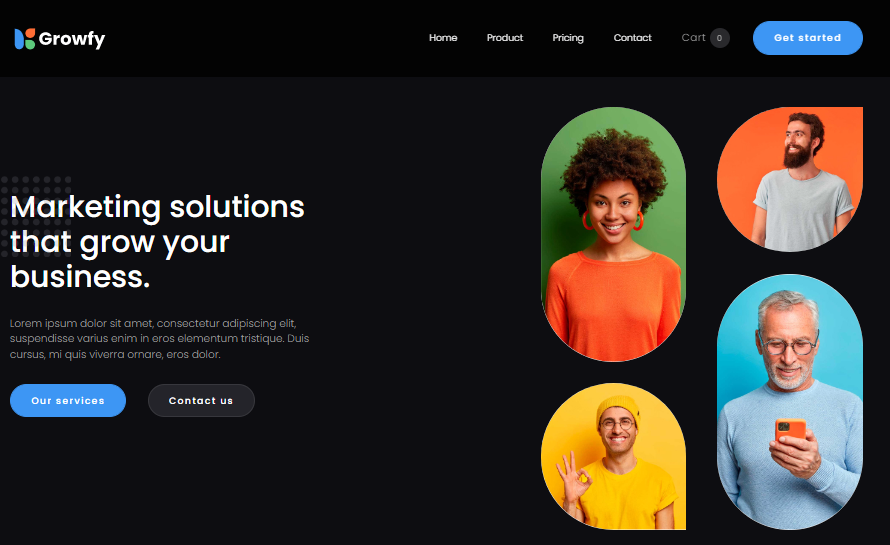 Growfy
Home Product Pricing Contact Cart 0 Get started
Marketing solutions
that grow your
business.
Lorem ipsum dolor sit amet, consectetur adipiscing elit,
suspendisse varius enim in eros elementum tristique. Duis
cursus, mi quis viverra ornare, eros dolor.
Our services Contact us